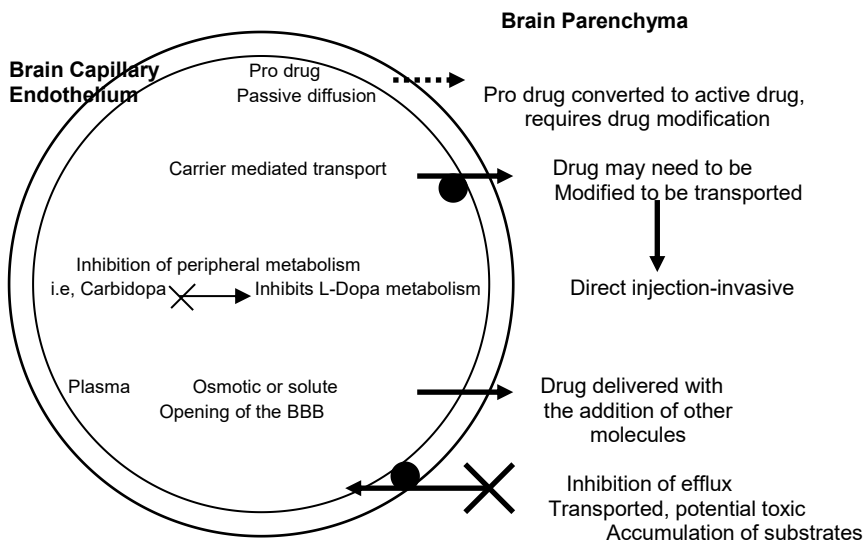 Brain Parenchyma
Brain Capillary
Endothelium
Pro drug
Passive diffusion
Pro drug converted to active drug,
requires drug modification
Carrier mediated transport
Drug may need to be
Modified to be transported
Inhibition of peripheral metabolism
i.e, Carbidopa
Inhibits L-Dopa metabolism
Direct injection-invasive
Plasma
Osmotic or solute
Opening of the BBB
Drug delivered with
the addition of other
molecules
Inhibition of efflux
Transported, potential toxic
Accumulation of substrates